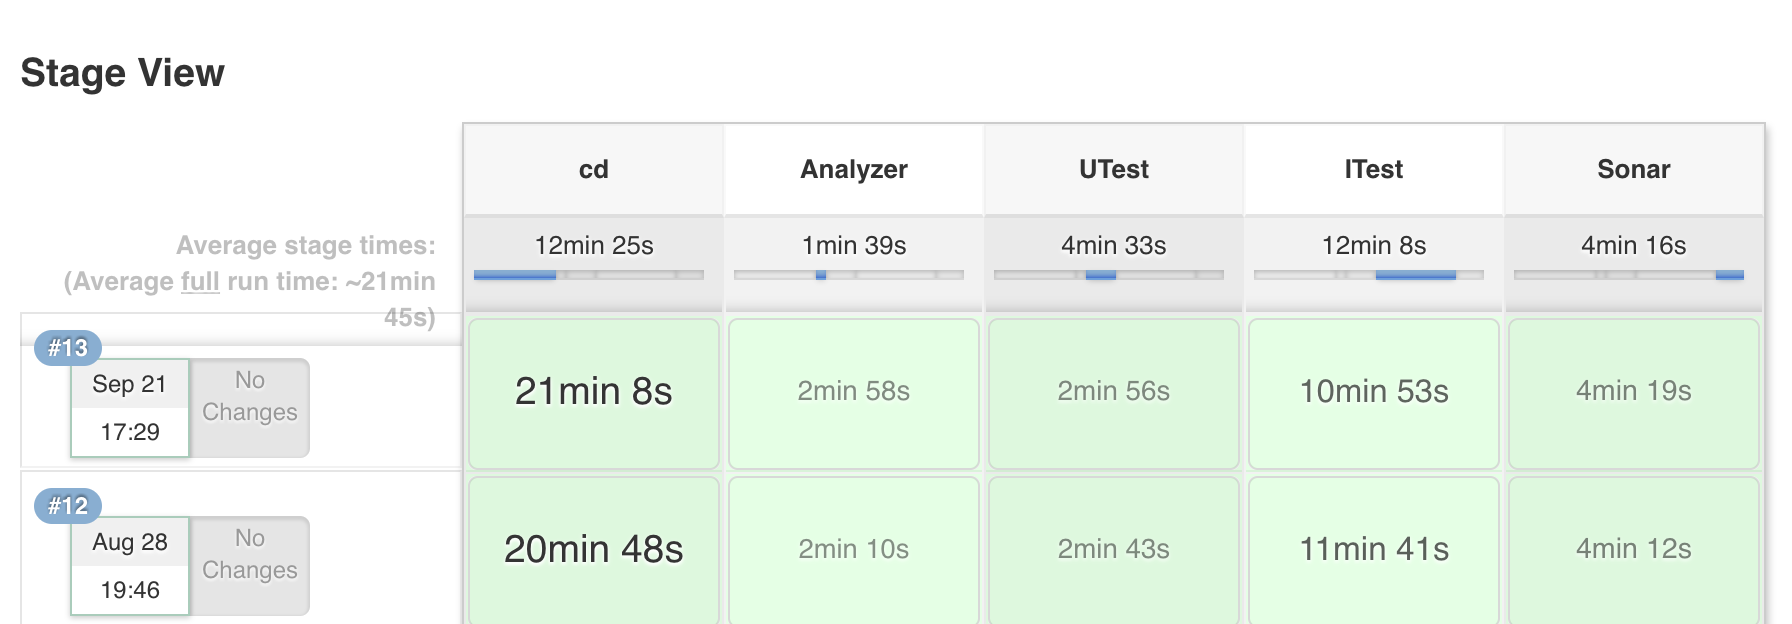 Stage View
cd Analyzer UTest ITest Sonar
Average stage times:
(Average full run time: ~21min
45s)
12min 25s 1min 39s 4min 33s 12min 8s 4min 16s
#13
Sep 21
17:29
No
Changes
21min 8s 2min 58s 2min 56s 10min 53s 4min 19s
#12
Aug 28
19:46
No
Changes
20min 48s 2min 10s 2min 43s 11min 41s 4min 12s